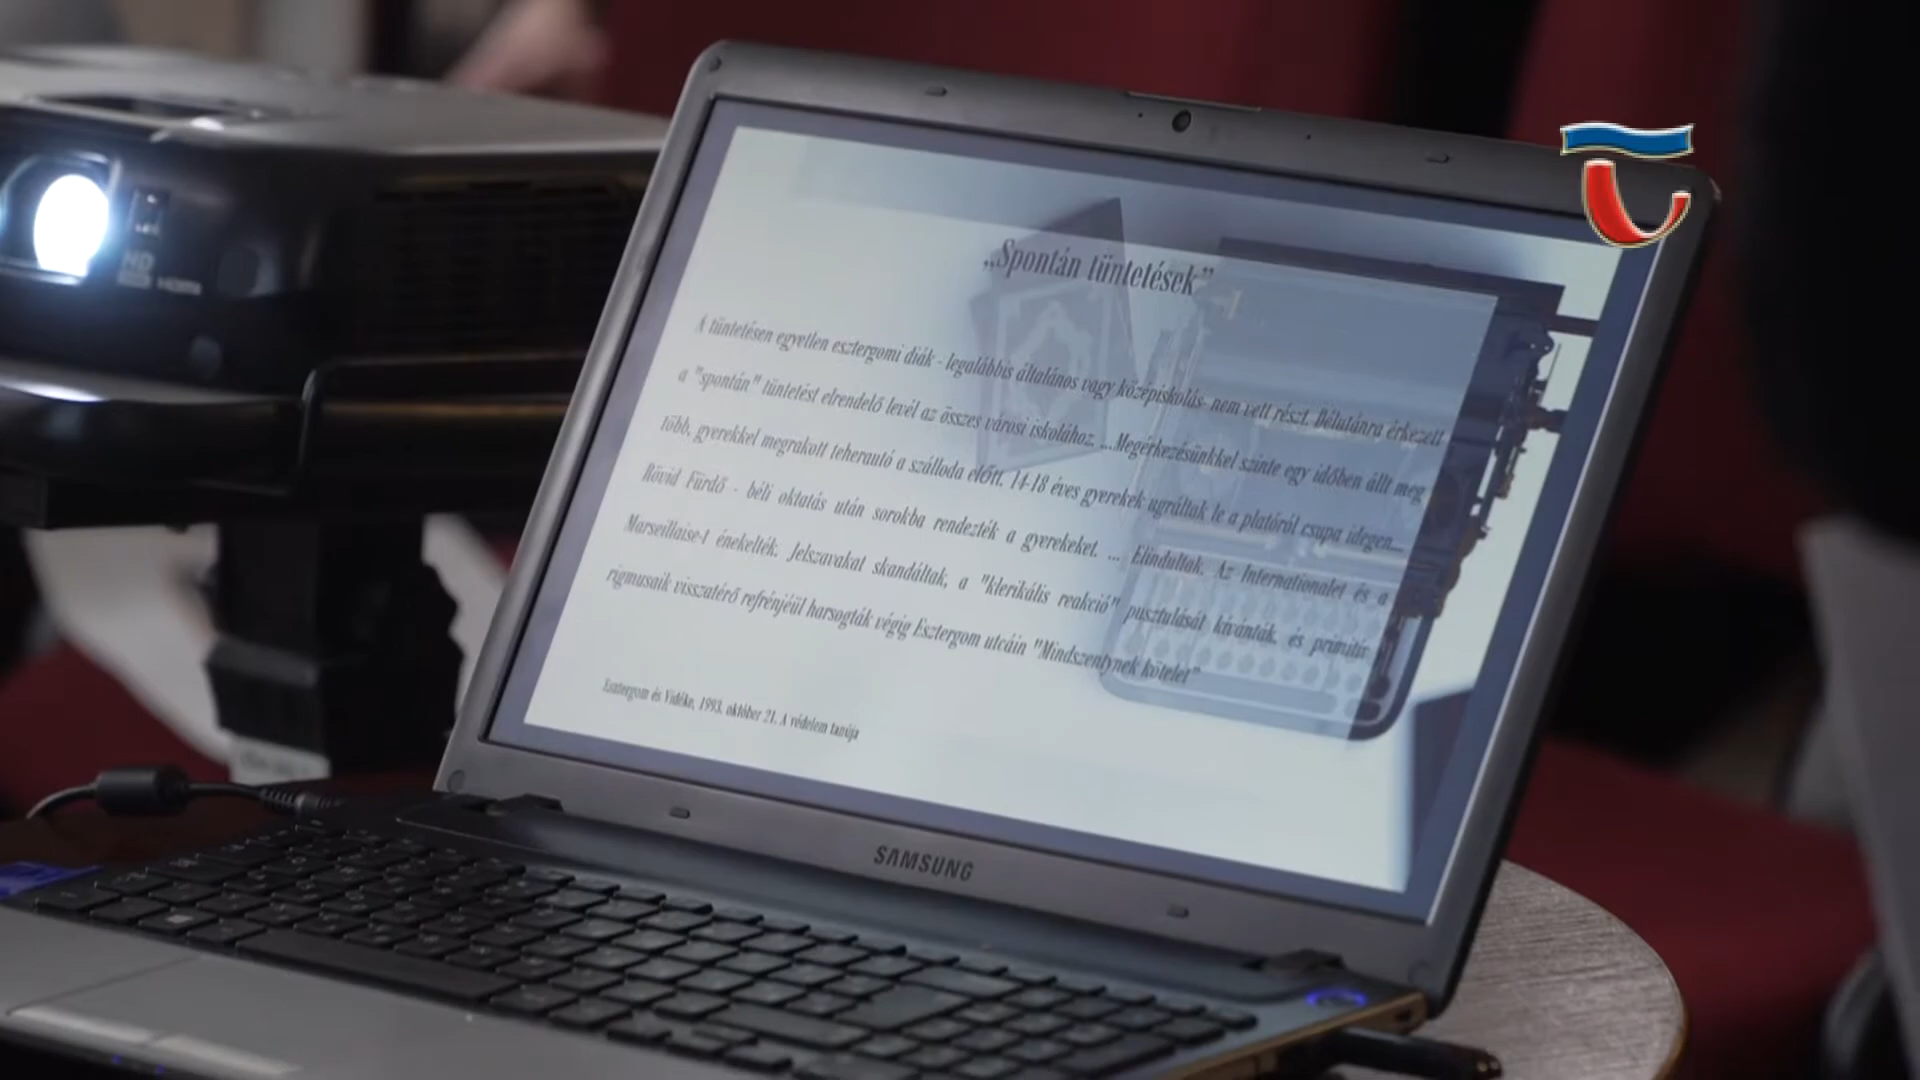 HD
HDMI
„Spontán tüntetések”
A tüntetésen egyetlen esztergomi diák - legalábbis általános vagy középiskolás- nem vett részt. Délutánra érkezett
a "spontán" tüntetést elrendelő levél az összes városi iskolához. ...Megérkezésünkkel szinte egy időben állt meg
több, gyerekkel megrakott teherautó a szálloda előtt. 14-18 éves gyerekek ugráltak le a platóról csupa idegen...
Rövid Fürdő - béli oktatás után sorokba rendezték a gyerekeket. ... Elindultak. Az Internationalet és a
Marseillaise-t énekelték. Jelszavakat skandáltak, a "klerikális reakció" pusztulását kívánták, és primitív
rigmusaik visszatérő refrénjéül harsogták végig Esztergom utcáin "Mindszentynek kötelet"
Esztergom és Vidéke, 1993. október 21. A védelem tanúja
SAMSUNG